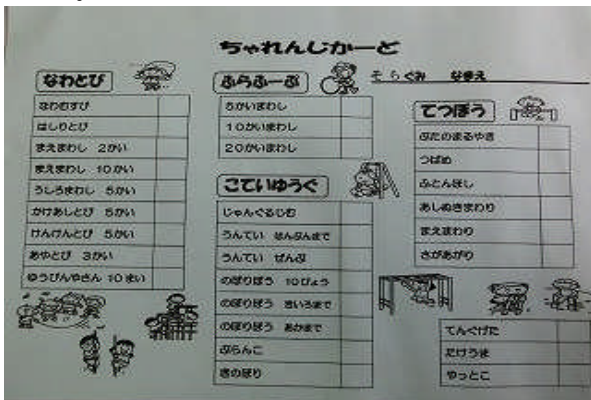 ちゃれんじかーど
そらぐみ　なまえ
なわとび
なわむすび
はしりとび
まえまわし 2かい
まえまわし 10かい
うしろまわし 5かい
かけあしとび 5かい
けんけんとび 5かい
あやとび 3かい
ゆうびんやさん 10まい
ふらふーぷ
5かいまわし
10かいまわし
20かいまわし
こていゆうぐ
じゃんぐるじむ
うんてい はんぶんまで
うんてい ぜんぶ
のぼりぼう 10びょう
のぼりぼう きいろまで
のぼりぼう あかまで
ぶらんこ
きのぼり
てつぼう
ぶたのまるやき
つばめ
ふとんほし
あしぬきまわり
まえまわり
さかあがり
てんぐげた
たけうま
やっとこ